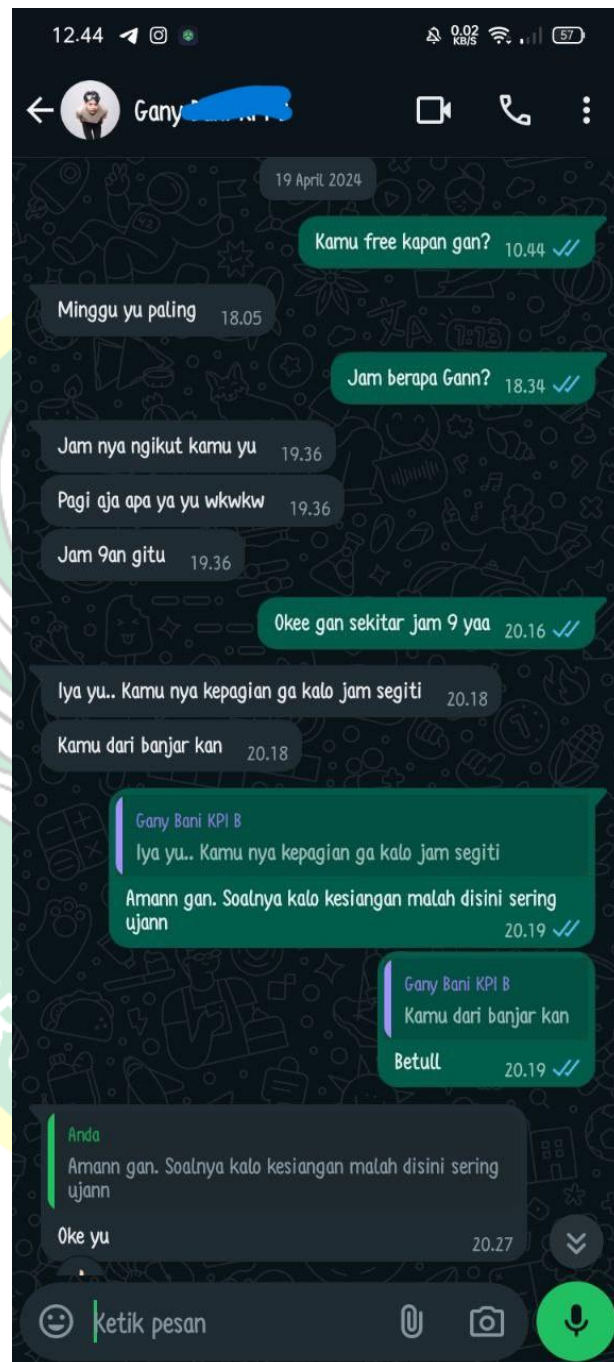 12.44
0.02
KB/S
57
Gany
19 April 2024
Kamu free kapan gan? 10.44
Minggu yu paling 18.05
Jam berapa Gann? 18.34
Jam nya ngikut kamu yu 19.36
Pagi aja apa ya yu wkwkw 19.36
Jam 9an gitu 19.36
Okee gan sekitar jam 9 yaa 20.16
Iya yu.. Kamu nya kepagian ga kalo jam segiti 20.18
Kamu dari banjar kan 20.18
Gany Bani KPI B
Iya yu.. Kamu nya kepagian ga kalo jam segiti
Amann gan. Soalnya kalo kesiangan malah disini sering
ujann
20.19
Gany Bani KPI B
Kamu dari banjar kan
Betull 20.19
Anda
Amann gan. Soalnya kalo kesiangan malah disini sering
ujann
Oke yu 20.27
Ketik pesan